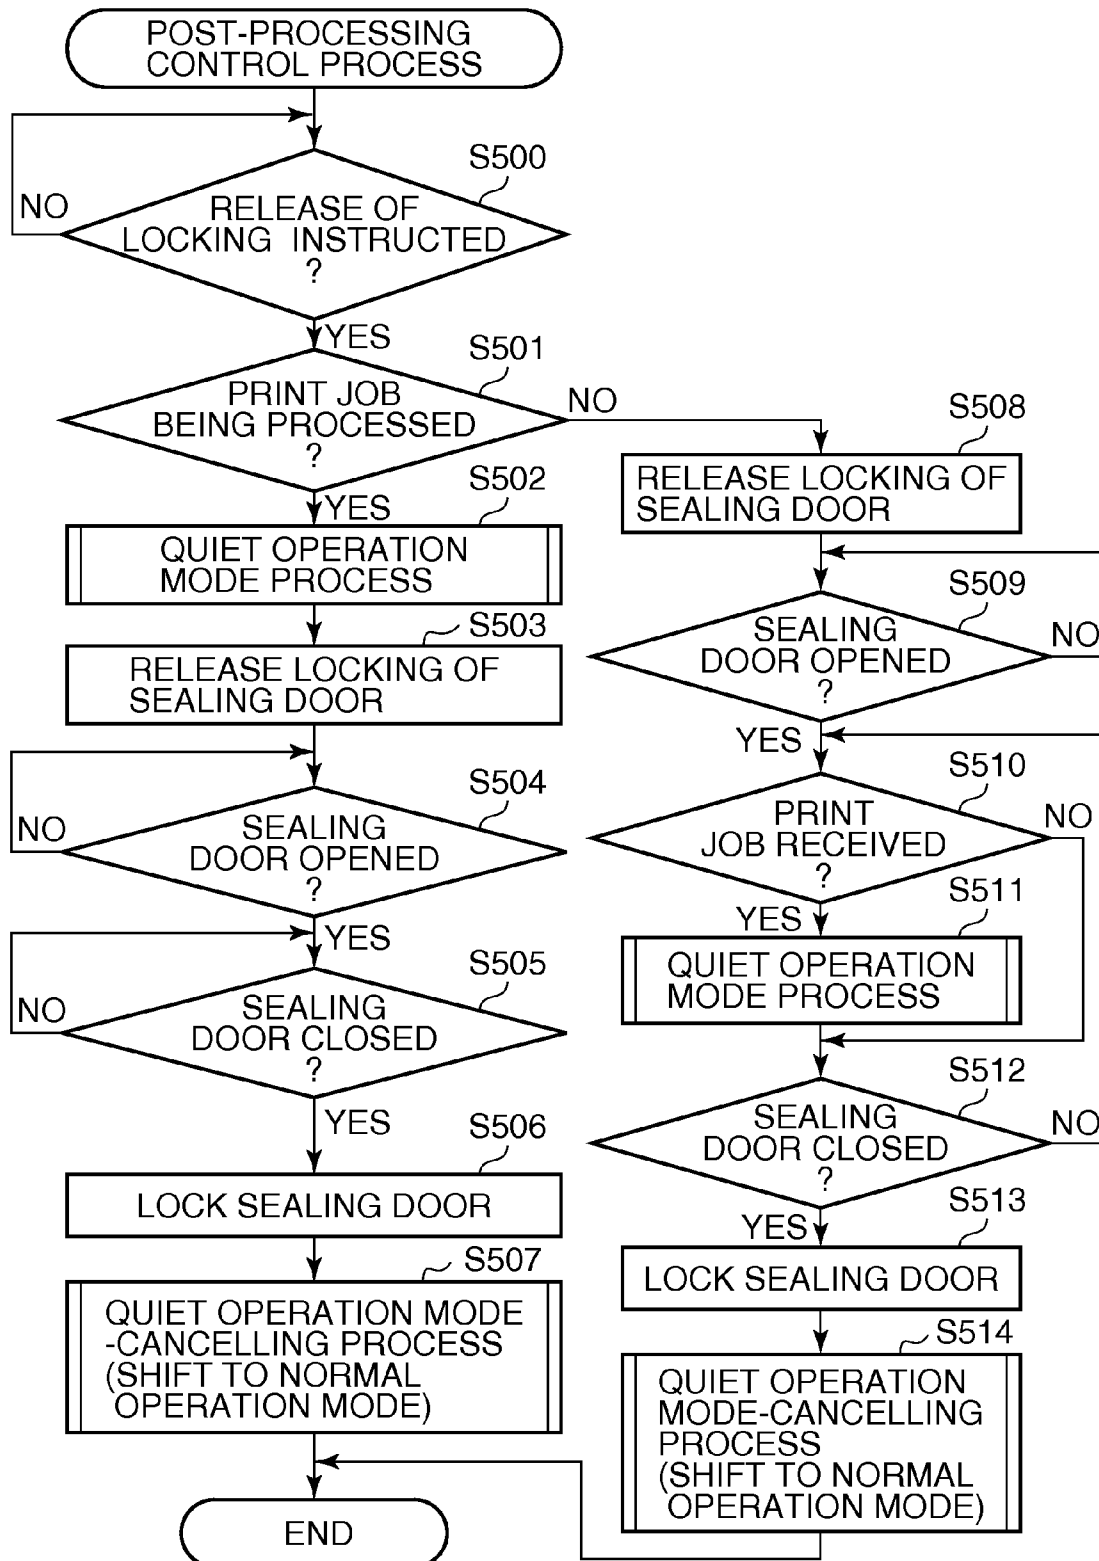 POST-PROCESSING
CONTROL PROCESS
S500
NO
RELEASE OF
LOCKING INSTRUCTED
?
YES
S501
PRINT JOB
BEING PROCESSED
?
NO
YES
S502
QUIET OPERATION
MODE PROCESS
S503
RELEASE LOCKING OF
SEALING DOOR
S504
NO
SEALING
DOOR OPENED
?
YES
S505
NO
SEALING
DOOR CLOSED
?
YES
S506
LOCK SEALING DOOR
S507
QUIET OPERATION MODE
-CANCELLING PROCESS
(SHIFT TO NORMAL
OPERATION MODE)
END
S508
RELEASE LOCKING OF
SEALING DOOR
S509
SEALING
DOOR OPENED
?
NO
YES
S510
PRINT
JOB RECEIVED
?
NO
YES
S511
QUIET OPERATION
MODE PROCESS
S512
SEALING
DOOR CLOSED
?
NO
YES
S513
LOCK SEALING DOOR
S514
QUIET OPERATION
MODE-CANCELLING
PROCESS
(SHIFT TO NORMAL
OPERATION MODE)